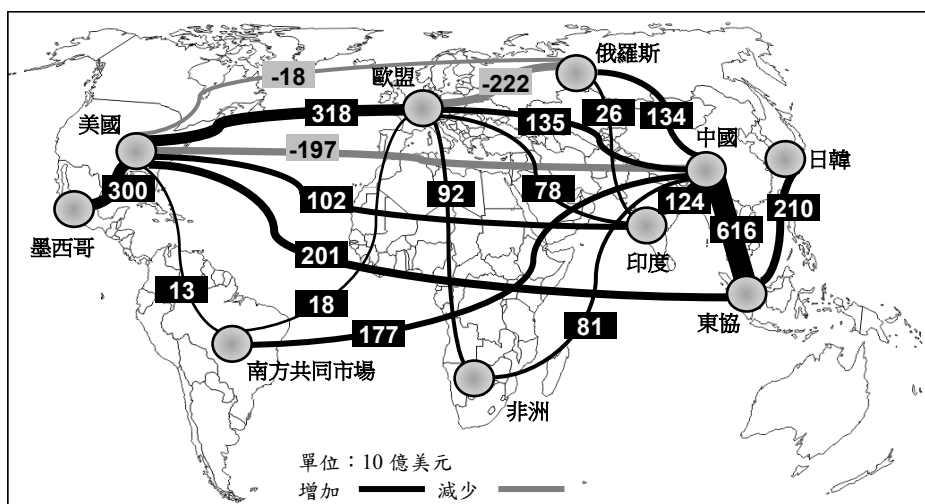 俄羅斯
-18
歐盟
-222
美國
318
26
134
135
中國
-197
日韓
300
92
78
102
124
210
墨西哥
616
印度
201
13
18
東協
177
81
南方共同市場
非洲
單位：10 億美元
增加 減少